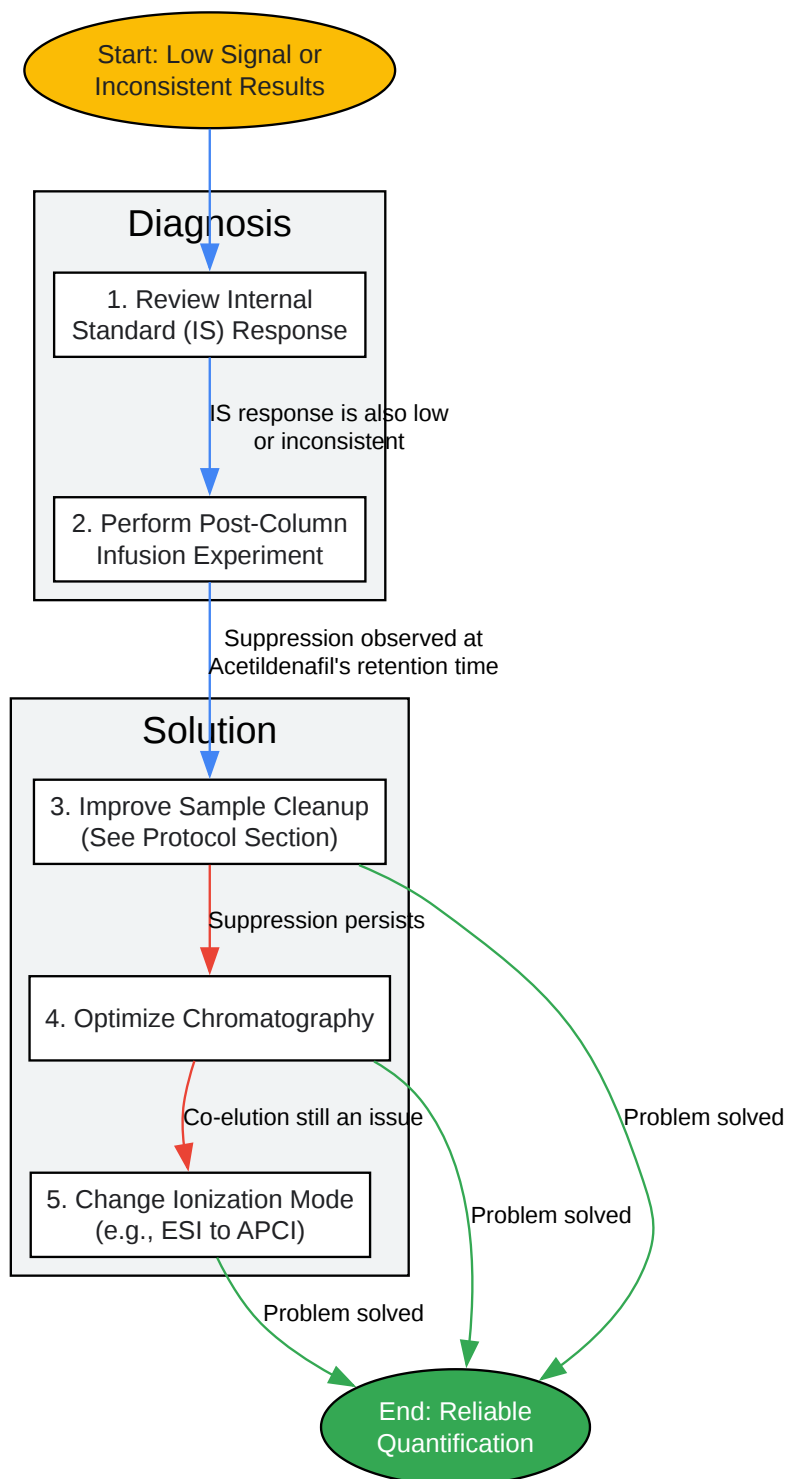 Start: Low Signal or
Inconsistent Results
Diagnosis
1. Review Internal
Standard (IS) Response
IS response is also low
or inconsistent
2. Perform Post-Column
Infusion Experiment
Suppression observed at
Acetildenafil's retention time
Solution
3. Improve Sample Cleanup
(See Protocol Section)
Suppression persists
4. Optimize Chromatography
Co-elution still an issue
Problem solved
5. Change Ionization Mode
(e.g., ESI to APCI)
Problem solved
Problem solved
End: Reliable
Quantification